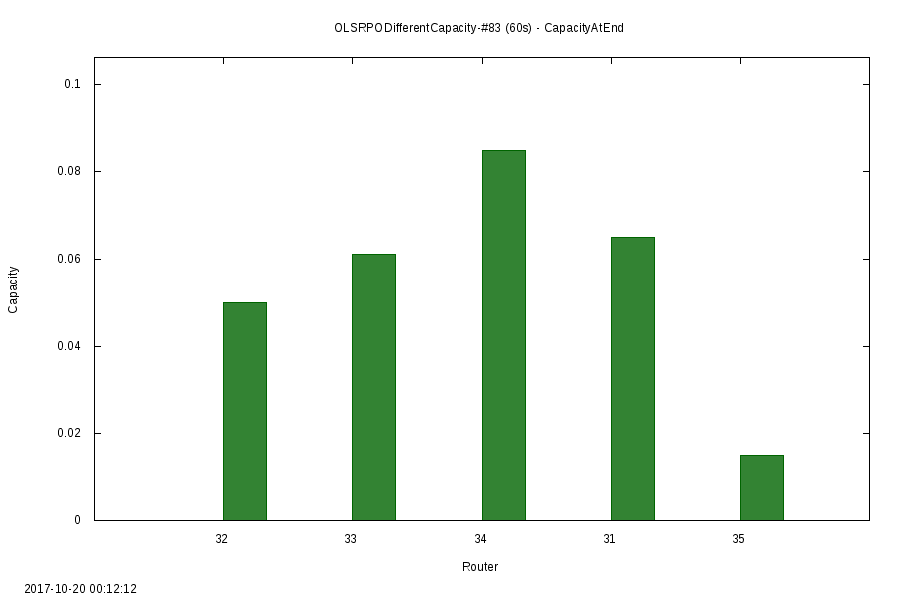 OLSRPODifferentCapacity-#83 (60s) - CapacityAtEnd
0.1
0.08
0.06
0.04
0.02
0
Capacity
32 33 34 31 35
Router
2017-10-20 00:12:12